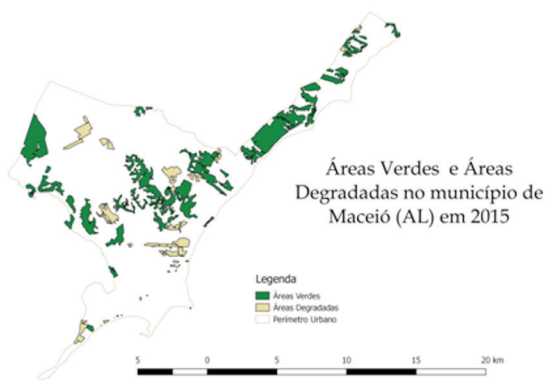 Áreas Verdes e Áreas
Degradadas no município de
Maceió (AL) em 2015
Legenda
Áreas Verdes
Áreas Degradadas
Perímetro Urbano
5 0 5 10 15 20 km